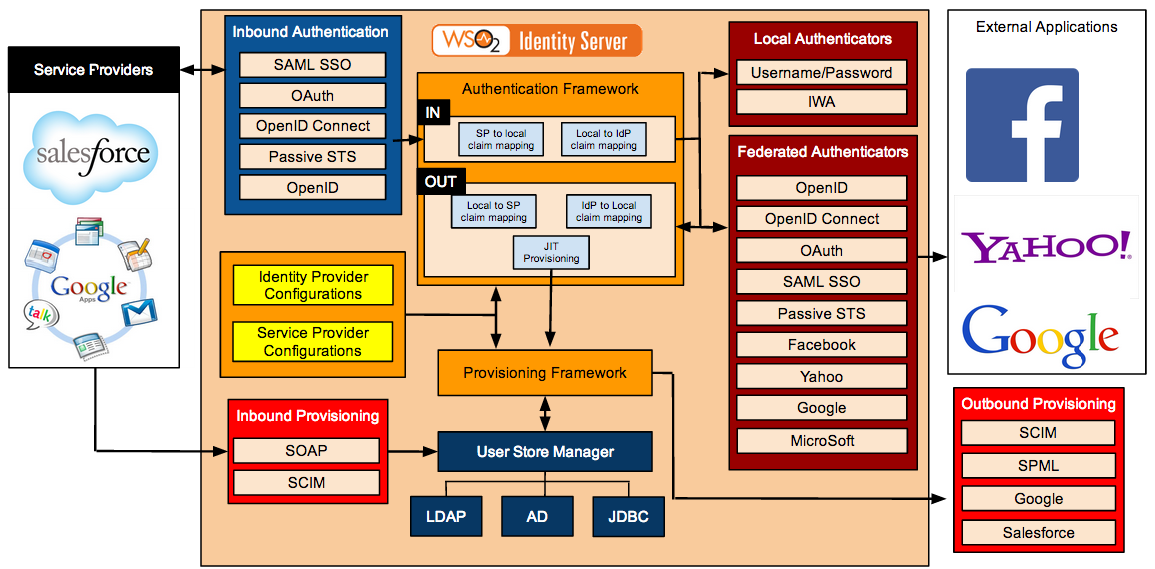 Service Providers
salesforce
Google
Apps
talk
Inbound Authentication
SAML SSO
OAuth
OpenID Connect
Passive STS
OpenID
WSO2 Identity Server
Authentication Framework
IN
SP to local
claim mapping
Local to IdP
claim mapping
OUT
Local to SP
claim mapping
IdP to Local
claim mapping
JIT
Provisioning
Identity Provider
Configurations
Service Provider
Configurations
Provisioning Framework
Inbound Provisioning
SOAP
SCIM
User Store Manager
LDAP
AD
JDBC
Local Authenticators
Username/Password
IWA
Federated Authenticators
OpenID
OpenID Connect
OAuth
SAML SSO
Passive STS
Facebook
Yahoo
Google
MicroSoft
External Applications
f
YAHOO!
Google
Outbound Provisioning
SCIM
SPML
Google
Salesforce